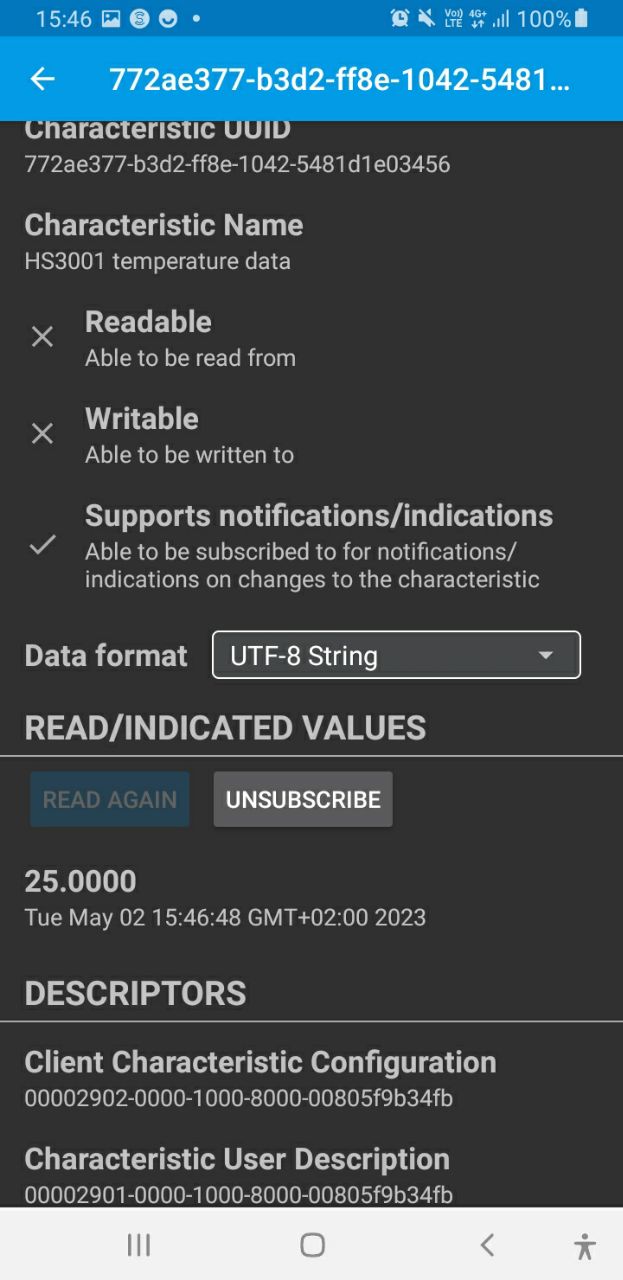 15:46 Vo)) LTE 4G+ 100%
772ae377-b3d2-ff8e-1042-5481...
Characteristic UUID
772ae377-b3d2-ff8e-1042-5481d1e03456
Characteristic Name
HS3001 temperature data
Readable
Able to be read from
Writable
Able to be written to
Supports notifications/indications
Able to be subscribed to for notifications/
indications on changes to the characteristic
Data format UTF-8 String
READ/INDICATED VALUES
READ AGAIN UNSUBSCRIBE
25.0000
Tue May 02 15:46:48 GMT+02:00 2023
DESCRIPTORS
Client Characteristic Configuration
00002902-0000-1000-8000-00805f9b34fb
Characteristic User Description
00002901-0000-1000-8000-00805f9b34fb